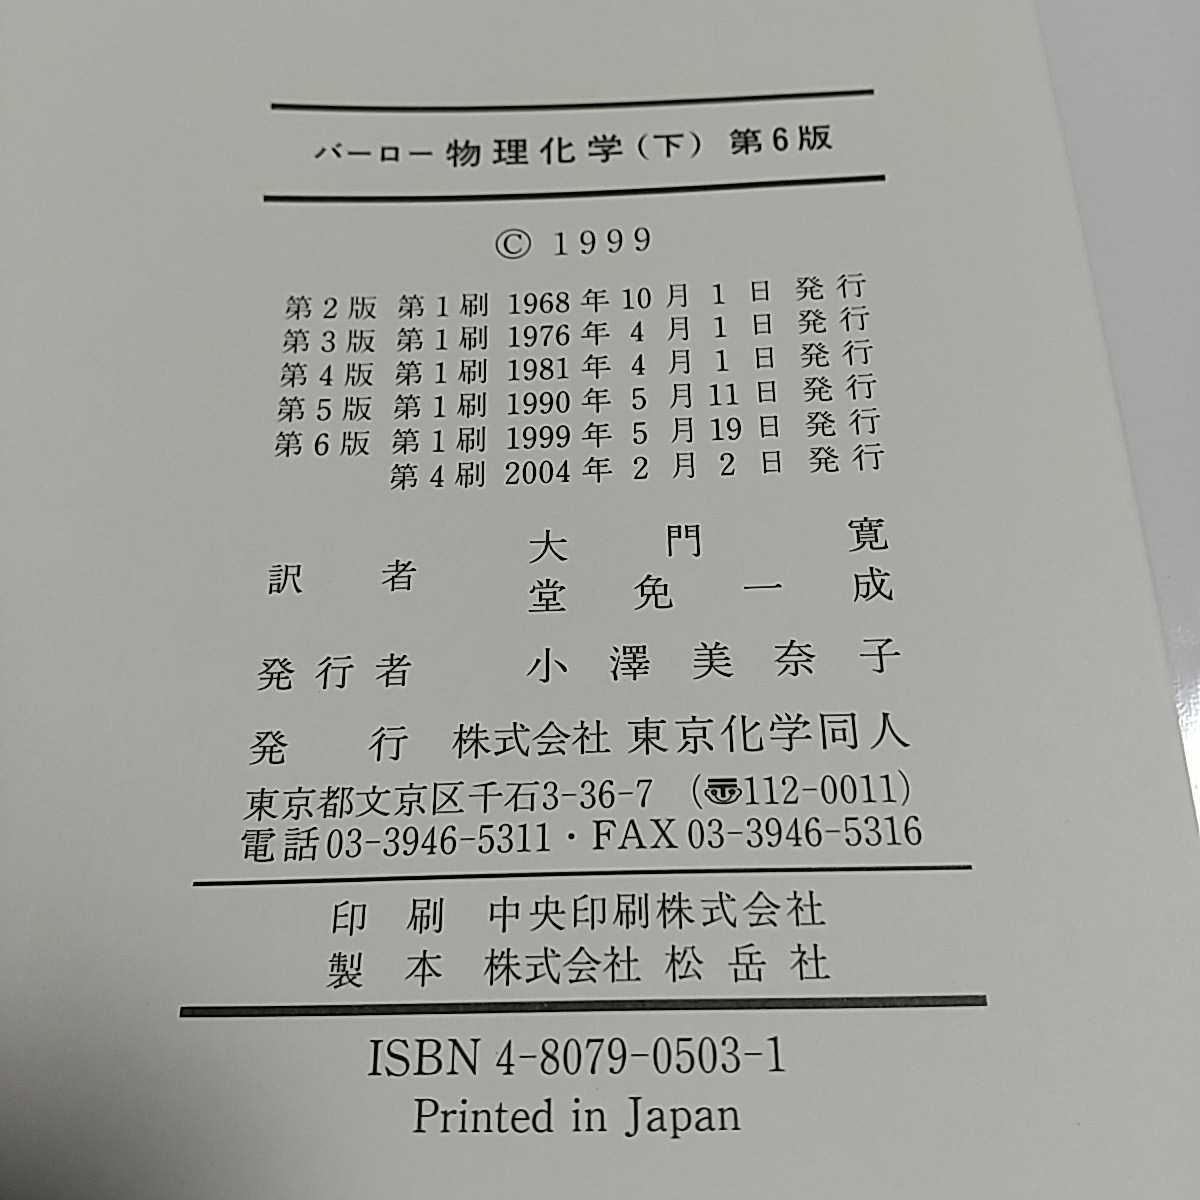 バーロー物理化学(下) 第6版
© 1999
第2版 第1刷 1968年10月1日 発行
第3版 第1刷 1976年4月1日 発行
第4版 第1刷 1981年4月1日 発行
第5版 第1刷 1990年5月11日 発行
第6版 第1刷 1999年5月19日 発行
第4刷 2004年2月2日 発行
訳者 大門 寛
堂免一成
発行者 小澤美奈子
発行 株式会社 東京化学同人
東京都文京区千石3-36-7 (〠112-0011)
電話03-3946-5311・FAX03-3946-5316
印刷 中央印刷株式会社
製本 株式会社 松岳社
ISBN 4-8079-0503-1
Printed in Japan